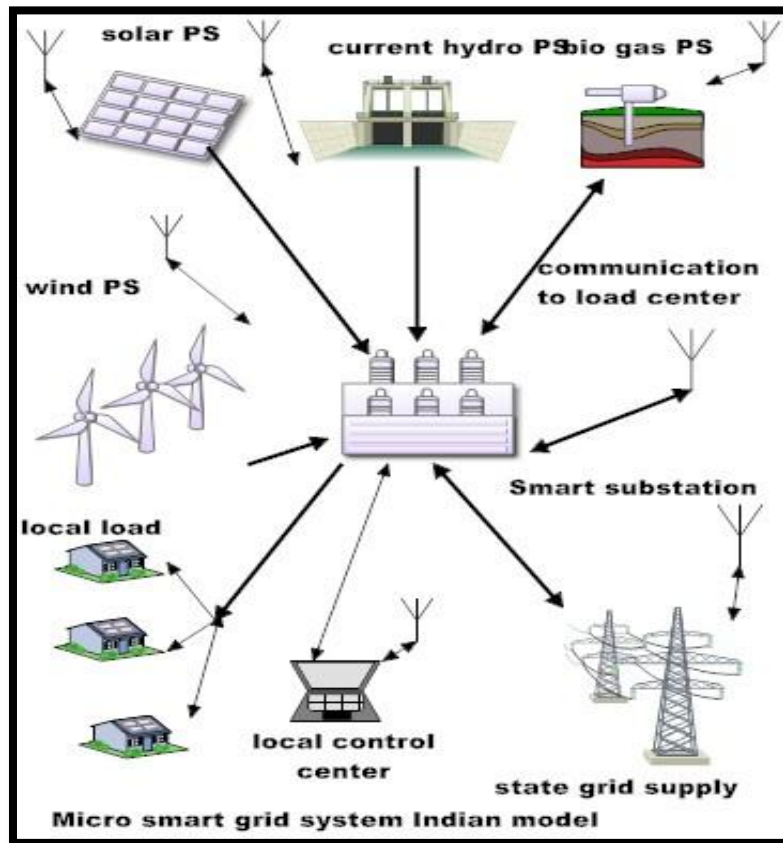 solar PS
current hydro PS
bio gas PS
wind PS
communication
to load center
Smart substation
local load
local control
center
state grid supply
Micro smart grid system Indian model